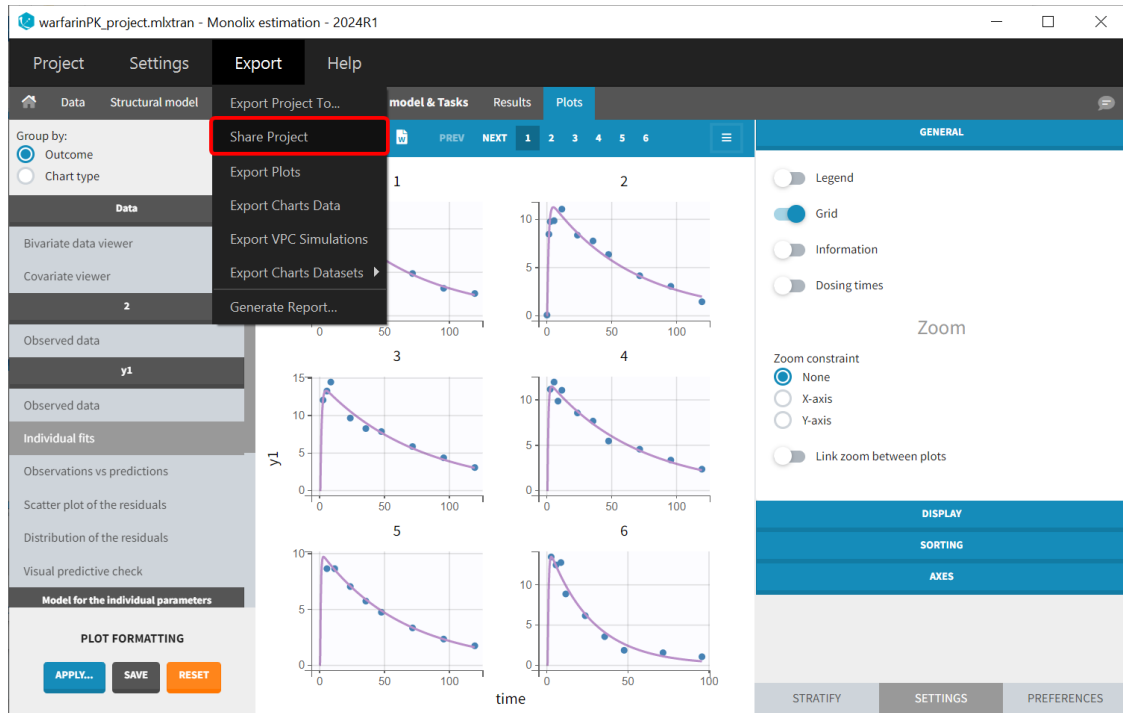 warfarinPK_project.mlxtran - Monolix estimation - 2024R1
Project Settings Export Help
Data Structural model model & Tasks Results Plots
Export Project To...
Share Project
Export Plots
Export Charts Data
Export VPC Simulations
Export Charts Datasets
Generate Report...
Group by:
Outcome
Chart type
Data
Bivariate data viewer
Covariate viewer
2
Observed data
y1
Observed data
Individual fits
Observations vs predictions
Scatter plot of the residuals
Distribution of the residuals
Visual predictive check
Model for the individual parameters
PLOT FORMATTING
APPLY... SAVE RESET
W PREV NEXT 1 2 3 4 5 6
1 2
10
5
0
0 50 100 0 50 100
3 4
15
10 10
5 5
0 0
0 50 100 0 50 100
5 6
10
10
5
5
0 0
0 50 100 0 50 100
y1
time
GENERAL
Legend
Grid
Information
Dosing times
Zoom
Zoom constraint
None
X-axis
Y-axis
Link zoom between plots
DISPLAY
SORTING
AXES
STRATIFY SETTINGS PREFERENCES